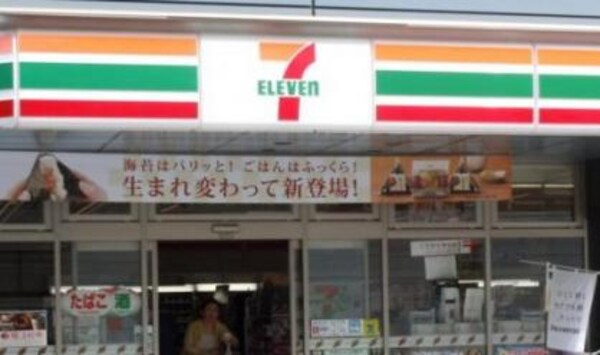 7
ELEVEn
海苔はパリッと!ごはんはふっくら!
生まれ変わって新登場!
たばこ 酒